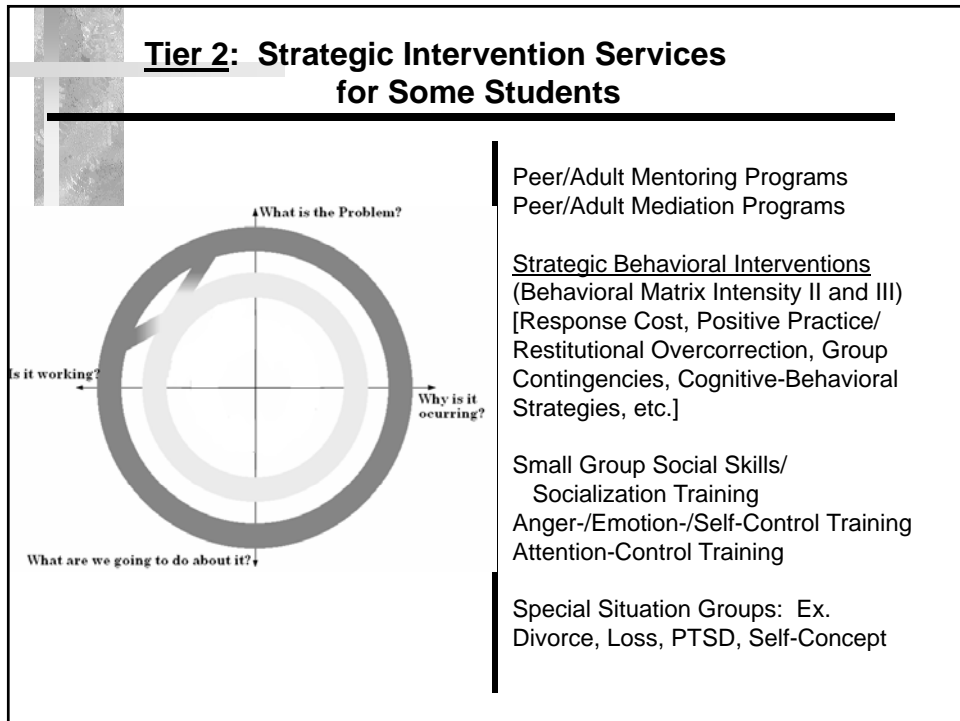 Tier 2: Strategic Intervention Services
for Some Students
What is the Problem?
Is it working?
Why is it
ocurring?
What are we going to do about it?
Peer/Adult Mentoring Programs
Peer/Adult Mediation Programs
Strategic Behavioral Interventions
(Behavioral Matrix Intensity II and III)
[Response Cost, Positive Practice/
Restitutional Overcorrection, Group
Contingencies, Cognitive-Behavioral
Strategies, etc.]
Small Group Social Skills/
Socialization Training
Anger-/Emotion-/Self-Control Training
Attention-Control Training
Special Situation Groups: Ex.
Divorce, Loss, PTSD, Self-Concept